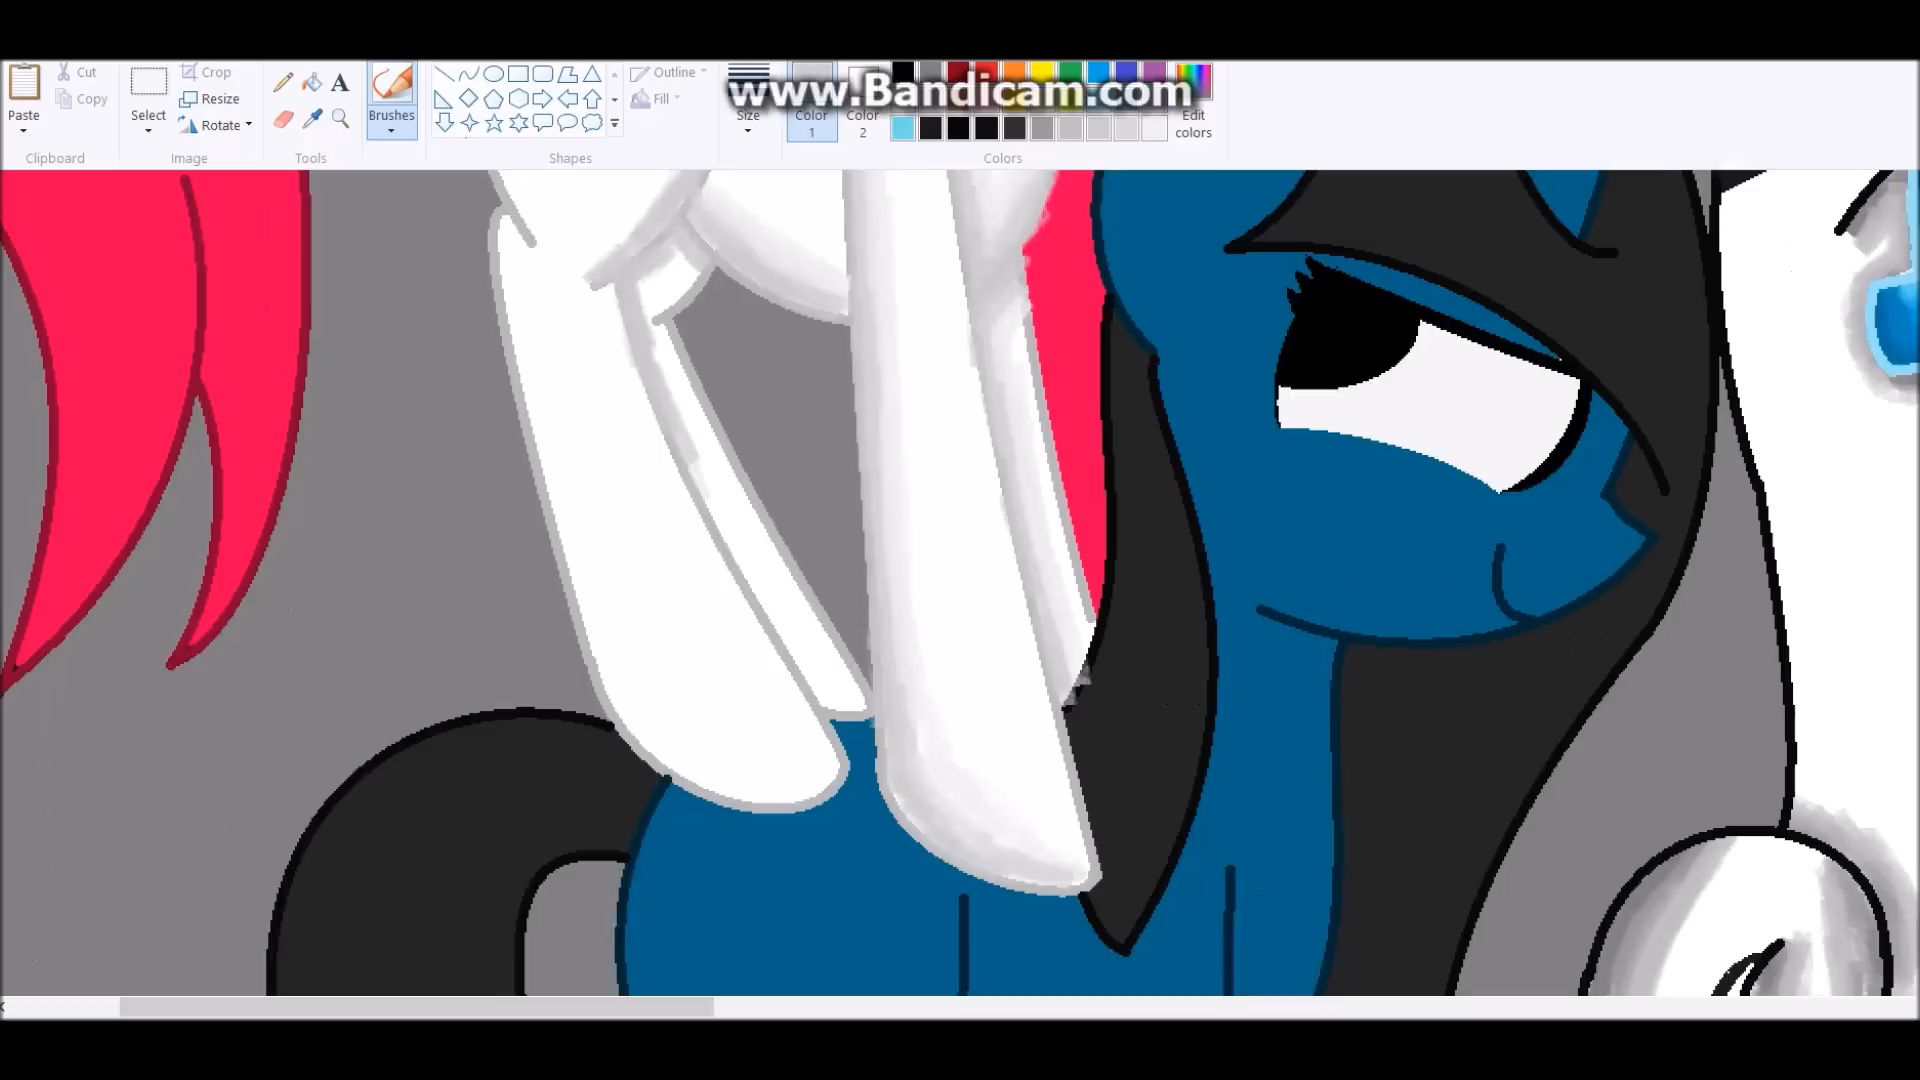 Cut
Crop
Outline
www.Bandicam.com
Copy
Resize
Fill
Paste
Select
Rotate
Brushes
Size
Color
1
Color
2
Edit
colors
Clipboard
Image
Tools
Shapes
Colors